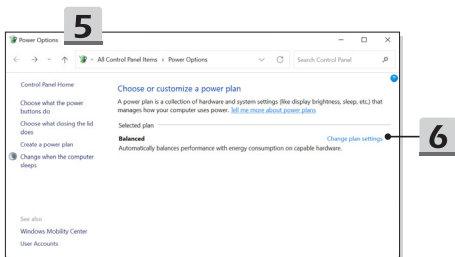 5
Power Options
All Control Panel Items > Power Options
Search Control Panel
Control Panel Home
Choose what the power
buttons do
Choose what closing the lid
does
Create a power plan
Change when the computer
sleeps
See also
Windows Mobility Center
User Accounts
Choose or customize a power plan
A power plan is a collection of hardware and system settings (like display brightness, sleep, etc.) that
manages how your computer uses power. Tell me more about power plans
Selected plan
Balanced
Change plan settings
Automatically balances performance with energy consumption on capable hardware.
6